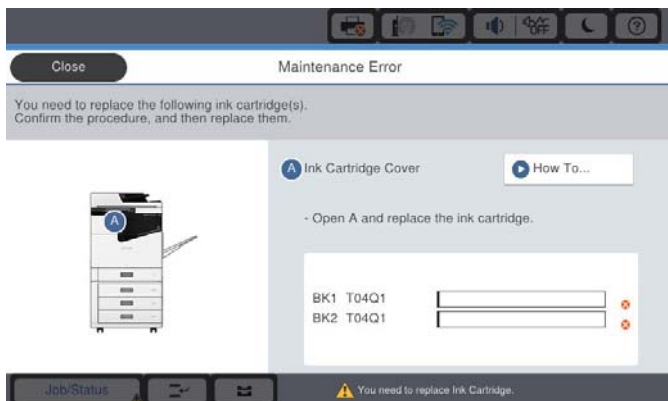 OFF
?
Close
Maintenance Error
You need to replace the following ink cartridge(s).
Confirm the procedure, and then replace them.
A Ink Cartridge Cover
How To...
A
- Open A and replace the ink cartridge.
BK1 T04Q1
BK2 T04Q1
Job/Status
You need to replace Ink Cartridge.